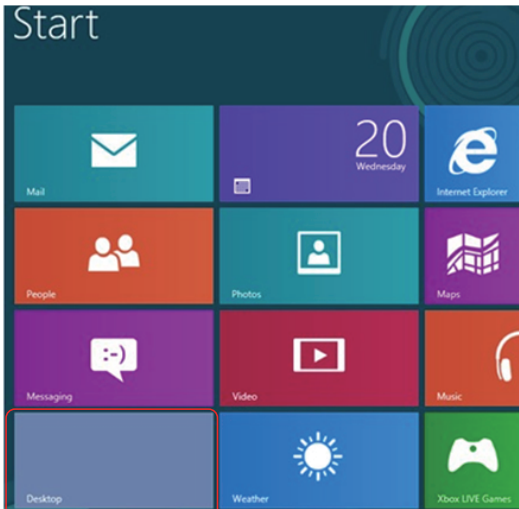 Start
Mail
20
Wednesday
Internet Explorer
People
Photos
Maps
Messaging
:-)
Video
Music
Desktop
Weather
Xbox LIVE Games